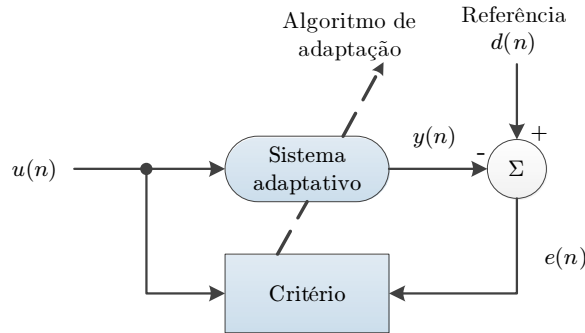 Algoritmo de
adaptação
Referência
d(n)
+
y(n)
-
u(n)
Sistema
adaptativo
Σ
e(n)
Critério